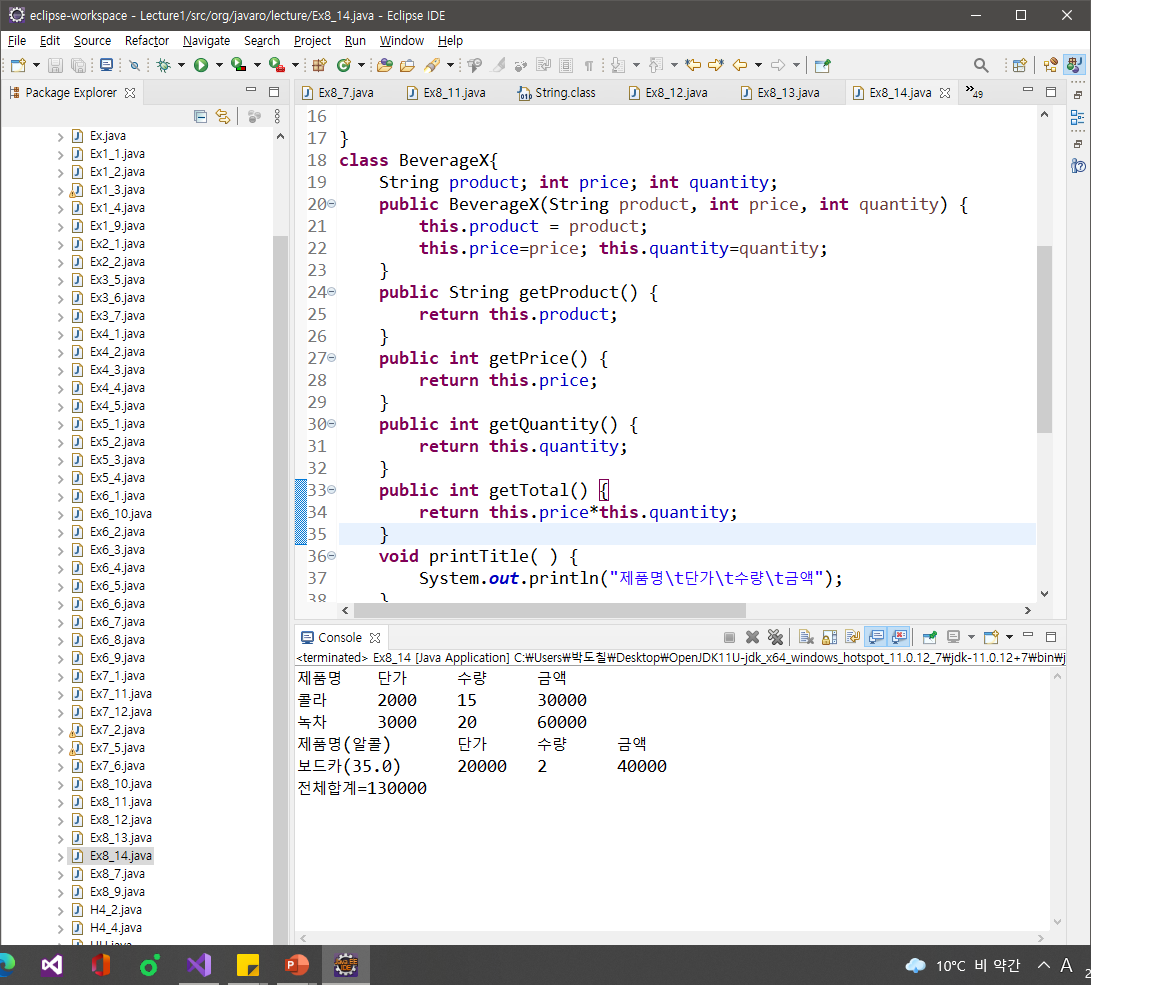 eclipse-workspace - Lecture1/src/org/javaro/lecture/Ex8_14.java - Eclipse IDE
File Edit Source Refactor Navigate Search Project Run Window Help
Package Explorer
Ex8_7.java Ex8_11.java String.class Ex8_12.java Ex8_13.java Ex8_14.java »49
Ex.java
Ex1_1.java
Ex1_2.java
Ex1_3.java
Ex1_4.java
Ex1_9.java
Ex2_1.java
Ex2_2.java
Ex3_5.java
Ex3_6.java
Ex3_7.java
Ex4_1.java
Ex4_2.java
Ex4_3.java
Ex4_4.java
Ex4_5.java
Ex5_1.java
Ex5_2.java
Ex5_3.java
Ex5_4.java
Ex6_1.java
Ex6_10.java
Ex6_2.java
Ex6_3.java
Ex6_4.java
Ex6_5.java
Ex6_6.java
Ex6_7.java
Ex6_8.java
Ex6_9.java
Ex7_1.java
Ex7_11.java
Ex7_12.java
Ex7_2.java
Ex7_5.java
Ex7_6.java
Ex8_10.java
Ex8_11.java
Ex8_12.java
Ex8_13.java
Ex8_14.java
Ex8_7.java
Ex8_9.java
H4_2.java
H4_4.java
16
17 }
18 class BeverageX{
19 String product; int price; int quantity;
20 public BeverageX(String product, int price, int quantity) {
21 this.product = product;
22 this.price=price; this.quantity=quantity;
23 }
24 public String getProduct() {
25 return this.product;
26 }
27 public int getPrice() {
28 return this.price;
29 }
30 public int getQuantity() {
31 return this.quantity;
32 }
33 public int getTotal() {
34 return this.price*this.quantity;
35 }
36 void printTitle( ) {
37 System.out.println("제품명\t단가\t수량\t금액");
38 }
Console
<terminated> Ex8_14 [Java Application] C:₩Users₩박도칠₩Desktop₩OpenJDK11U-jdk_x64_windows_hotspot_11.0.12_7₩jdk-11.0.12+7₩bin₩j
제품명 단가 수량 금액
콜라 2000 15 30000
녹차 3000 20 60000
제품명(알콜) 단가 수량 금액
보드카(35.0) 20000 2 40000
전체합계=130000
10°C 비 약간 A 2